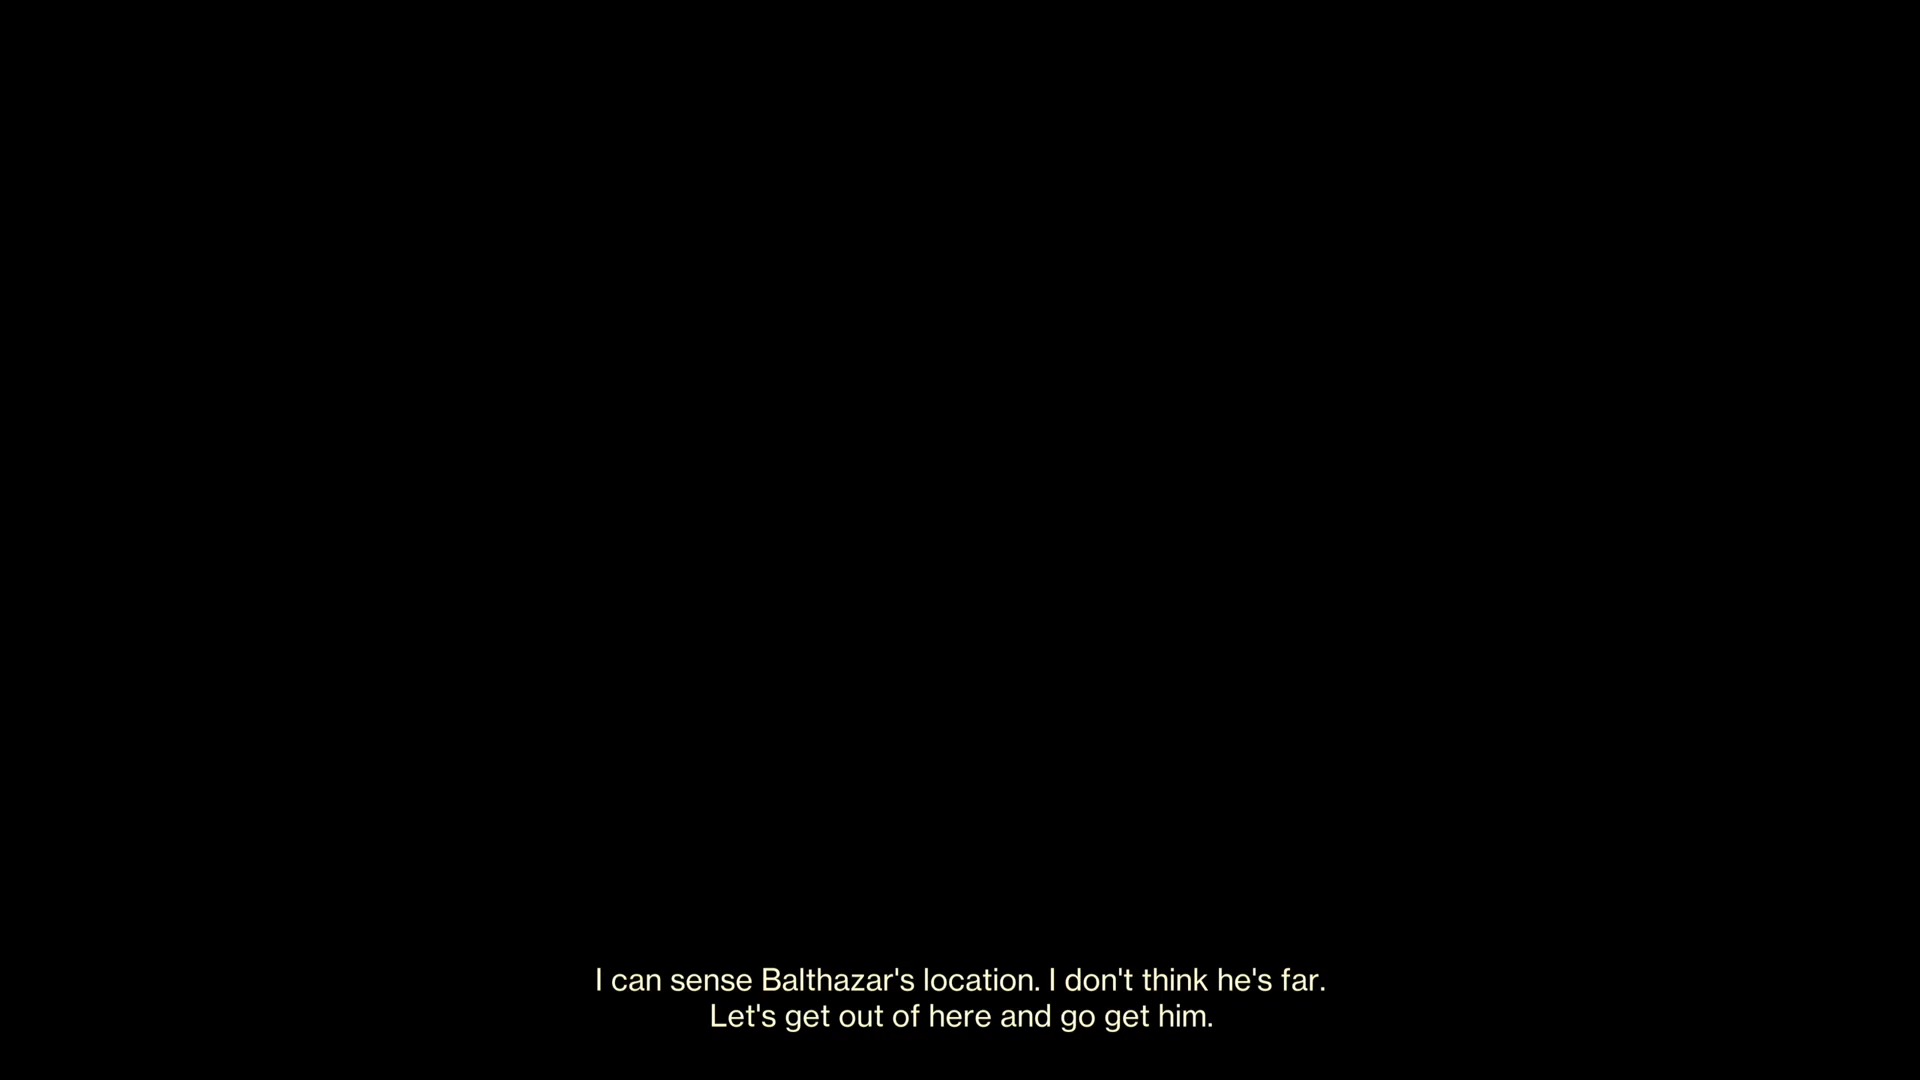 I can sense Balthazar's location. I don't think he's far.
Let's get out of here and go get him.